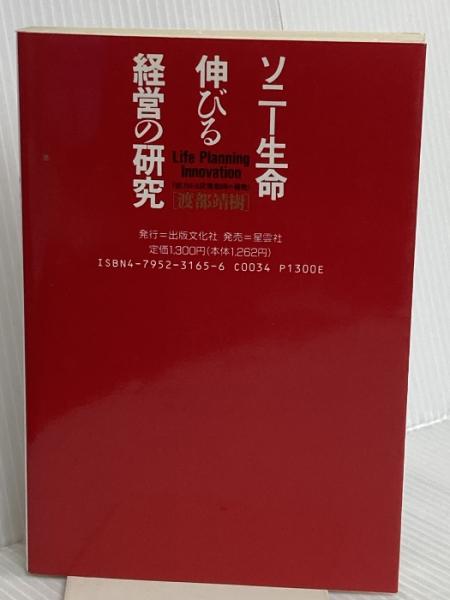 ソニー生命
伸びる
経営の研究
Life Planning
Innovation
[渡部靖樹]
発行=出版文化社 発売=星雲社
定価1,300円(本体1,262円)
ISBN4-7952-3165-6 C0034 P1300E